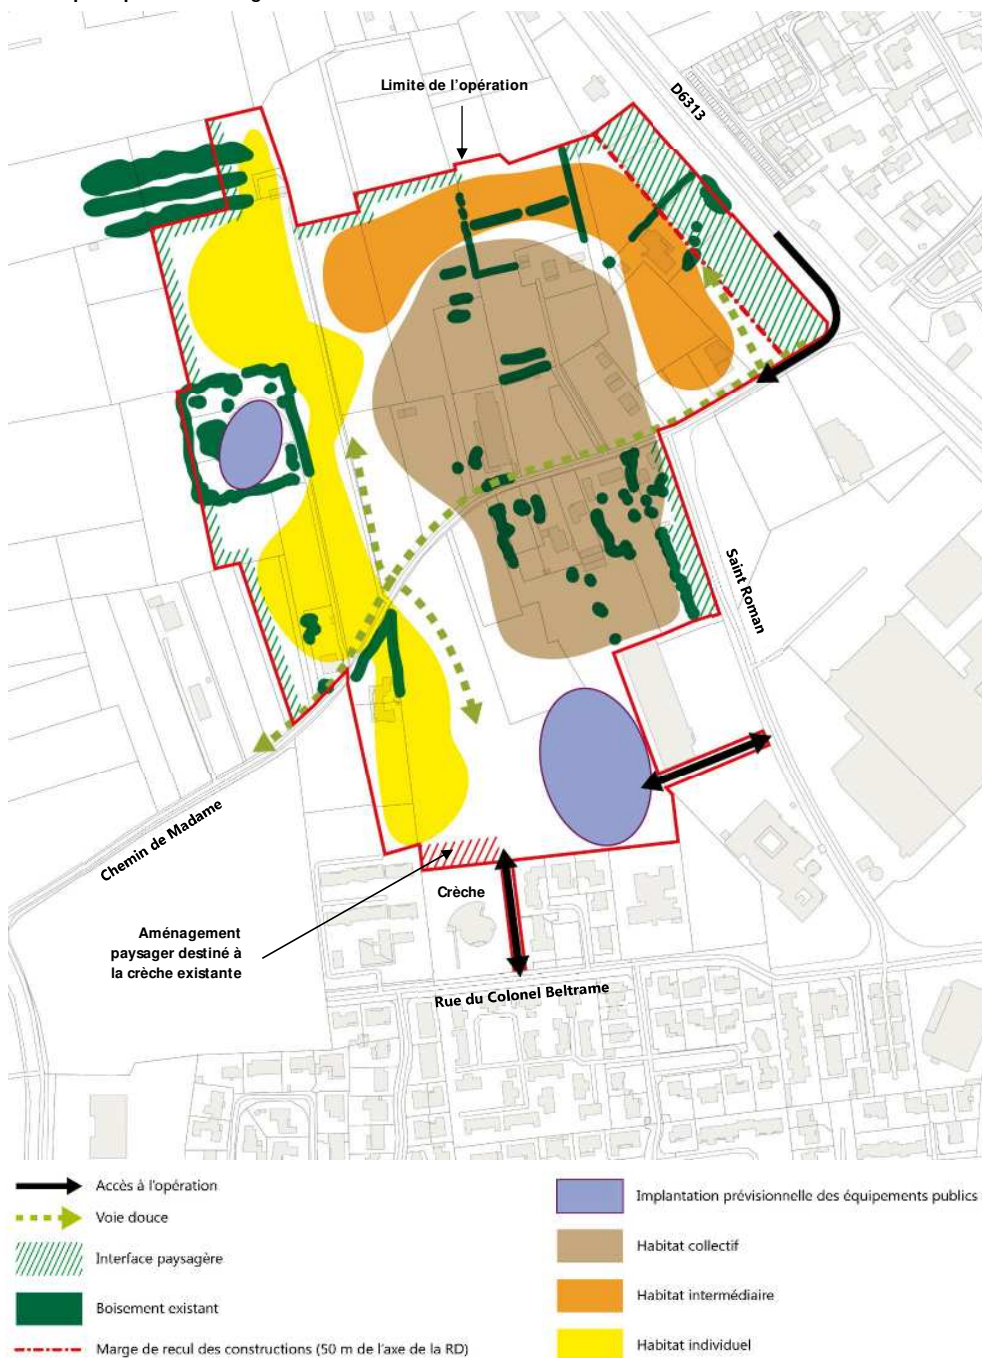 Limite de l'opération
D6313
Saint Roman
Chemin de Madame
Crèche
Aménagement
paysager destiné à
la crèche existante
Rue du Colonel Beltrame
Accès à l'opération
Voie douce
Interface paysagère
Boisement existant
Marge de recul des constructions (50 m de l'axe de la RD)
Implantation prévisionnelle des équipements publics
Habitat collectif
Habitat intermédiaire
Habitat individuel